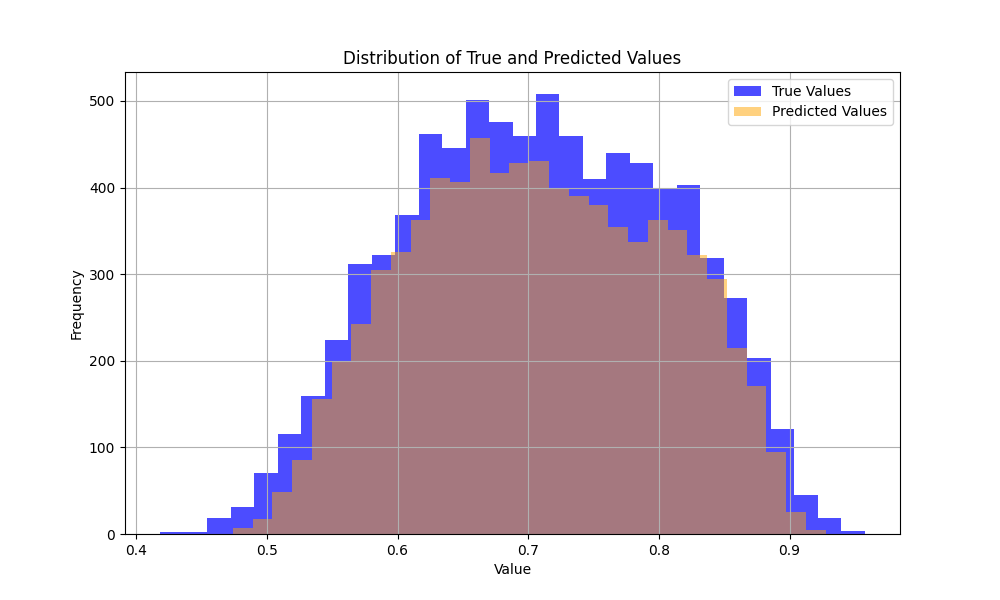 Distribution of True and Predicted Values
True Values
Predicted Values
Frequency
500
400
300
200
100
0
0.4 0.5 0.6 0.7 0.8 0.9
Value